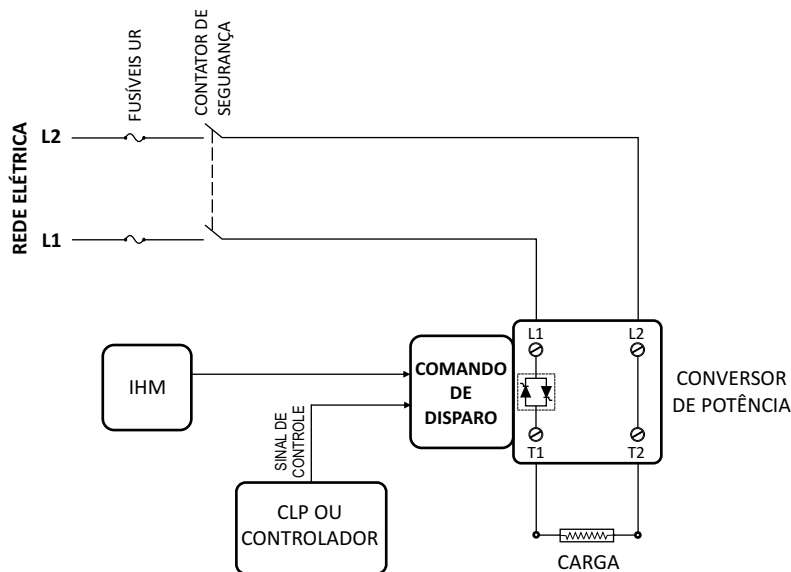 FUSÍVEIS UR
CONTATOR DE
SEGURANÇA
REDE ELÉTRICA
L2
L1
L1
L2
IHM
COMANDO
DE
DISPARO
CONVERSOR
DE POTÊNCIA
SINAL DE
CONTROLE
T1
T2
CLP OU
CONTROLADOR
CARGA